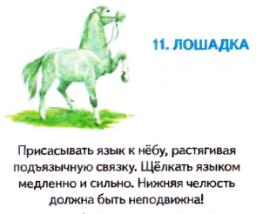 11. ЛОШАДКА
Присасывать язык к нёбу, растягивая
подъязычную связку. Щёлкать языком
медленно и сильно. Нижняя челюсть
должна быть неподвижна!